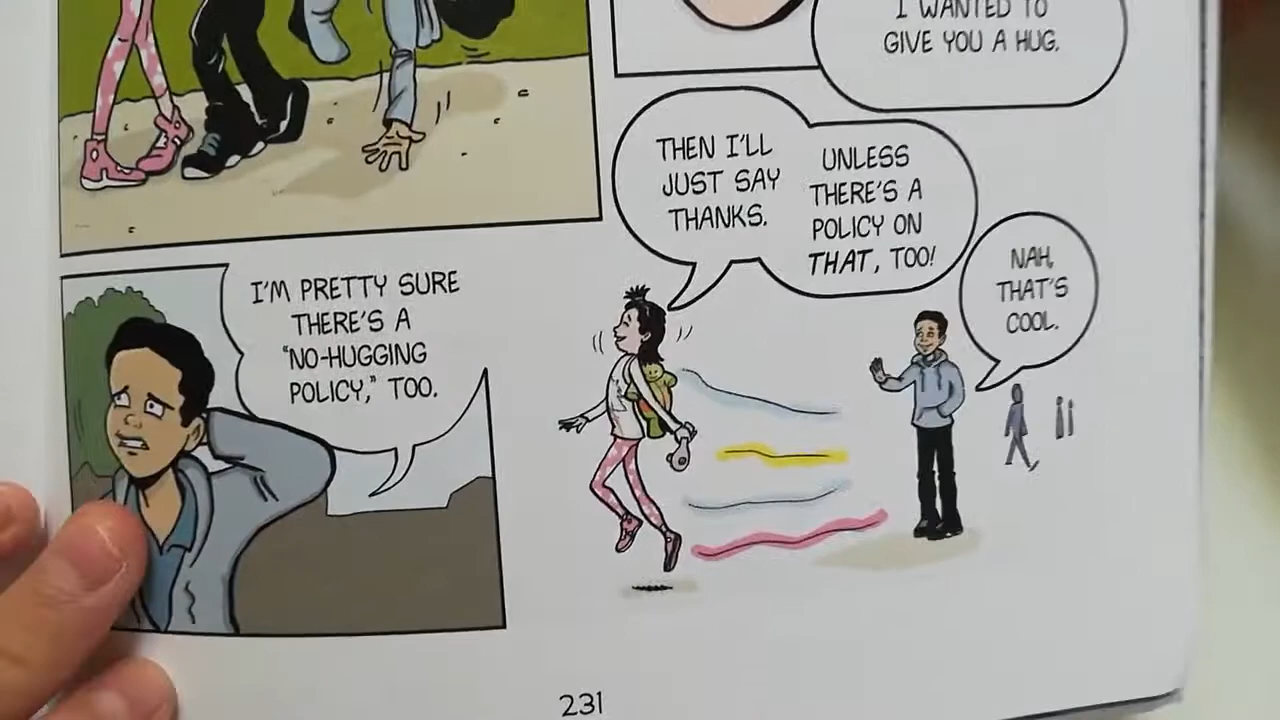 I WANTED TO
GIVE YOU A HUG.
THEN I'LL
JUST SAY
THANKS.
UNLESS
THERE'S A
POLICY ON
THAT, TOO!
NAH,
THAT'S
COOL.
I'M PRETTY SURE
THERE'S A
"NO-HUGGING
POLICY," TOO.
231